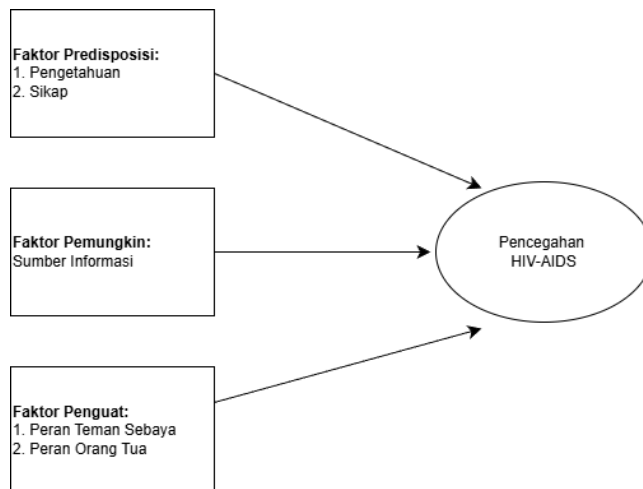 Faktor Predisposisi:
1. Pengetahuan
2. Sikap
Faktor Pemungkin:
Sumber Informasi
Pencegahan
HIV-AIDS
Faktor Penguat:
1. Peran Teman Sebaya
2. Peran Orang Tua